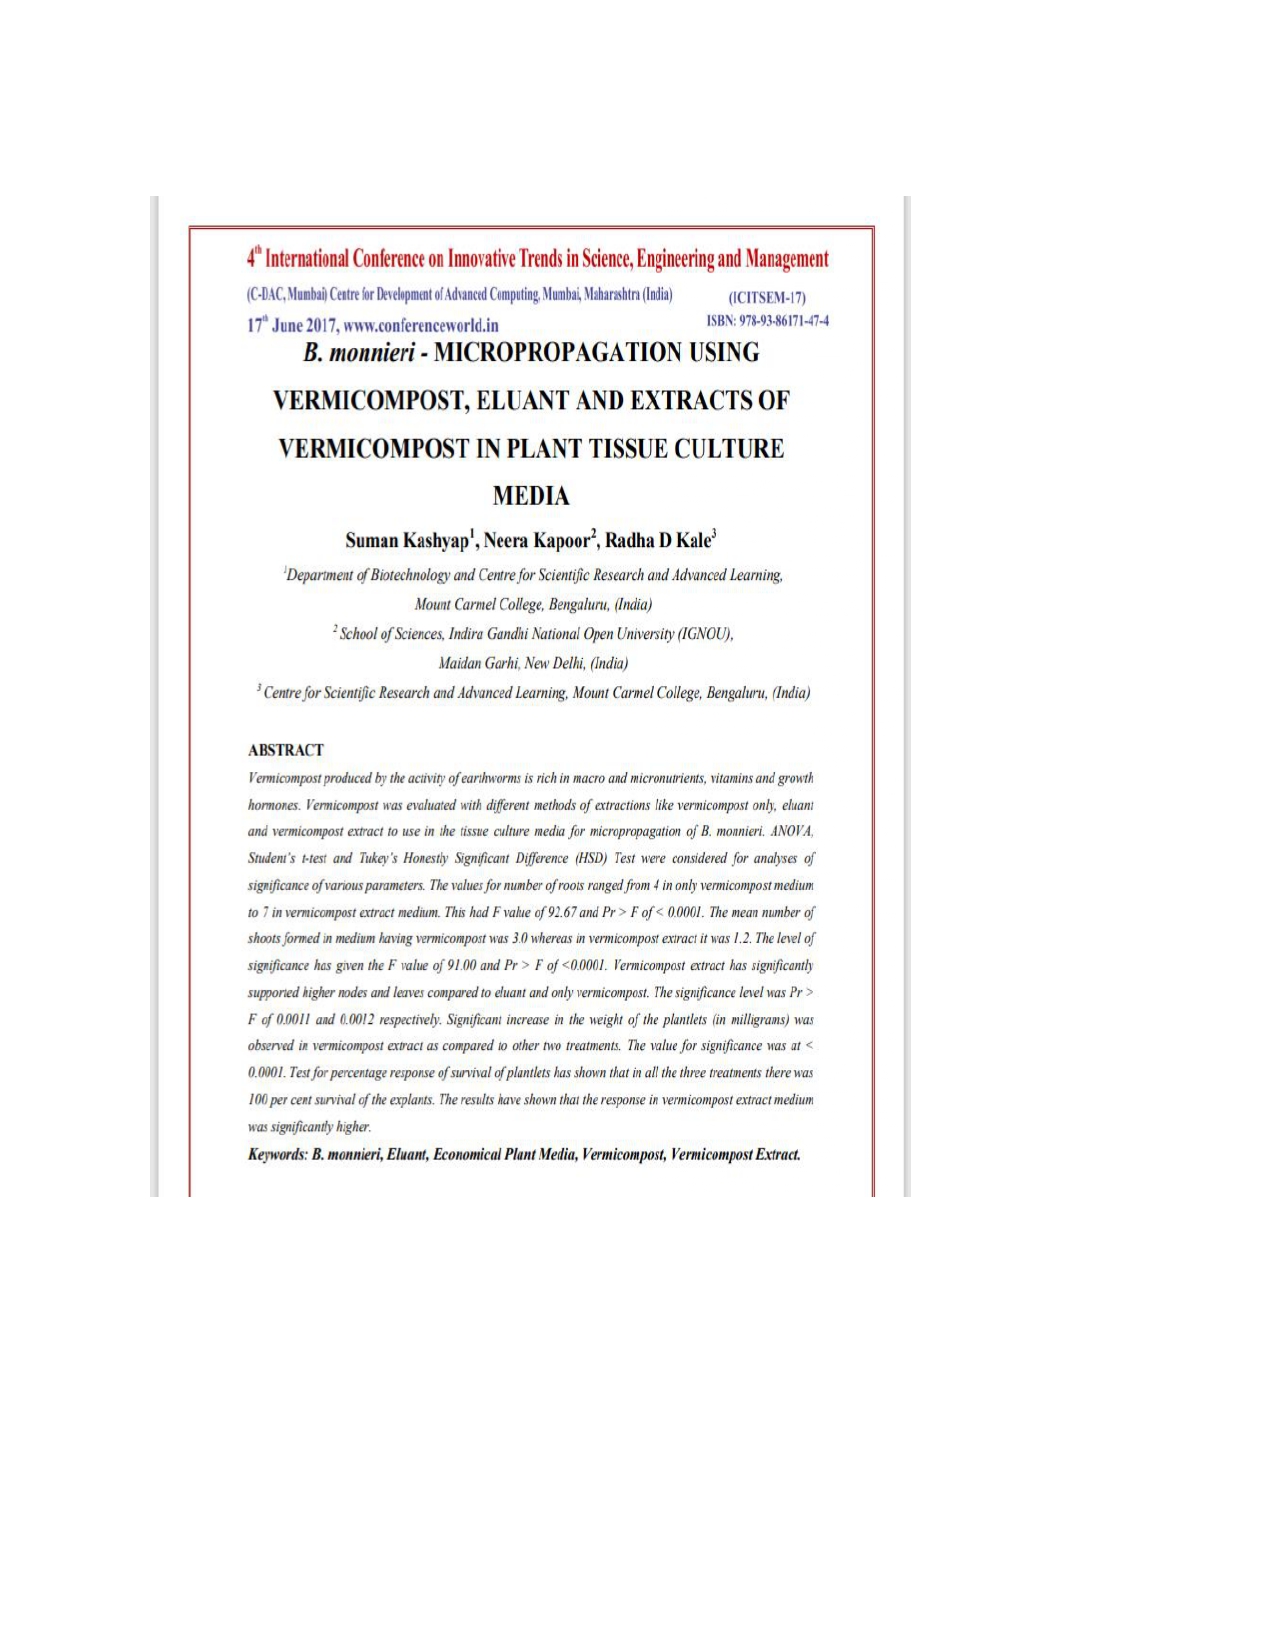 4th International Conference on Innovative Trends in Science, Engineering and Management
(C-DAC, Mumbai) Centre for Development of Advanced Computing, Mumbai, Maharashtra (India) (ICITSEM-17)
17th June 2017, www.conferenceworld.in ISBN: 978-93-86171-47-4
B. monnieri - MICROPROPAGATION USING
VERMICOMPOST, ELUANT AND EXTRACTS OF
VERMICOMPOST IN PLANT TISSUE CULTURE
MEDIA
Suman Kashyap1, Neera Kapoor2, Radha D Kale3
1Department of Biotechnology and Centre for Scientific Research and Advanced Learning,
Mount Carmel College, Bengaluru, (India)
2 School of Sciences, Indira Gandhi National Open University (IGNOU),
Maidan Garhi, New Delhi, (India)
3 Centre for Scientific Research and Advanced Learning, Mount Carmel College, Bengaluru, (India)
ABSTRACT
Vermicompost produced by the activity of earthworms is rich in macro and micronutrients, vitamins and growth
hormones. Vermicompost was evaluated with different methods of extractions like vermicompost only, eluant
and vermicompost extract to use in the tissue culture media for micropropagation of B. monnieri. ANOVA,
Student's t-test and Tukey's Honestly Significant Difference (HSD) Test were considered for analyses of
significance of various parameters. The values for number of roots ranged from 4 in only vermicompost medium
to 7 in vermicompost extract medium. This had F value of 92.67 and Pr > F of < 0.0001. The mean number of
shoots formed in medium having vermicompost was 3.0 whereas in vermicompost extract it was 1.2. The level of
significance has given the F value of 91.00 and Pr > F of <0.0001. Vermicompost extract has significantly
supported higher nodes and leaves compared to eluant and only vermicompost. The significance level was Pr >
F of 0.0011 and 0.0012 respectively. Significant increase in the weight of the plantlets (in milligrams) was
observed in vermicompost extract as compared to other two treatments. The value for significance was at <
0.0001. Test for percentage response of survival of plantlets has shown that in all the three treatments there was
100 per cent survival of the explants. The results have shown that the response in vermicompost extract medium
was significantly higher.
Keywords: B. monnieri, Eluant, Economical Plant Media, Vermicompost, Vermicompost Extract.